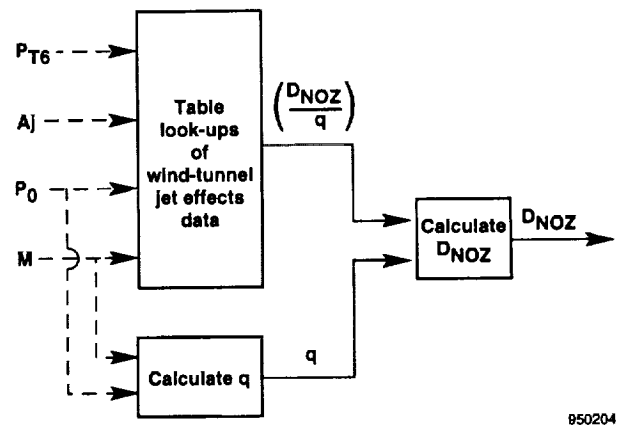 PT6
Aj
P0
M
Table
look-ups
of
wind-tunnel
jet effects
data
(DNOZ/q)
Calculate q
q
Calculate
DNOZ
DNOZ
950204